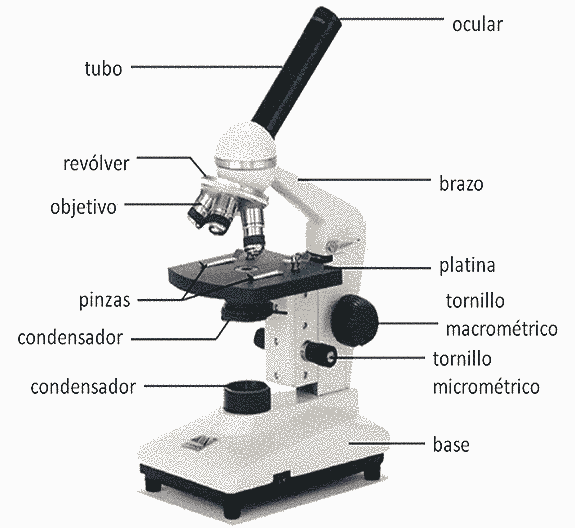 ocular
tubo
revólver
brazo
objetivo
platina
pinzas
tornillo
macrométrico
condensador
tornillo
micrométrico
condensador
base